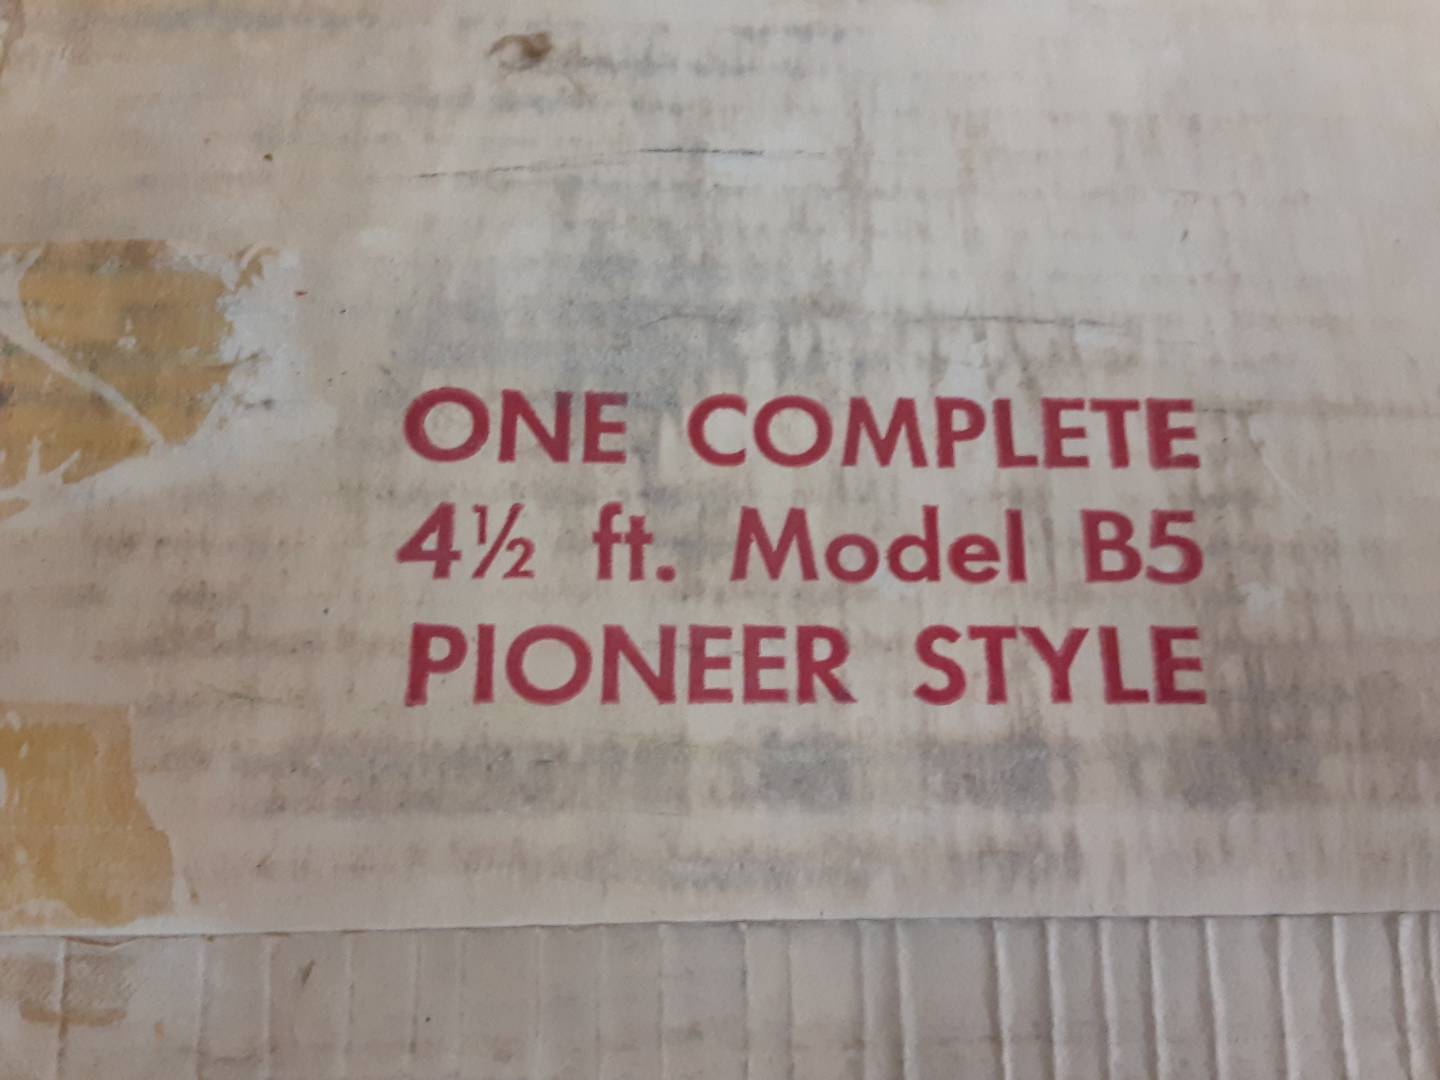 ONE COMPLETE
4½ ft. Model B5
PIONEER STYLE